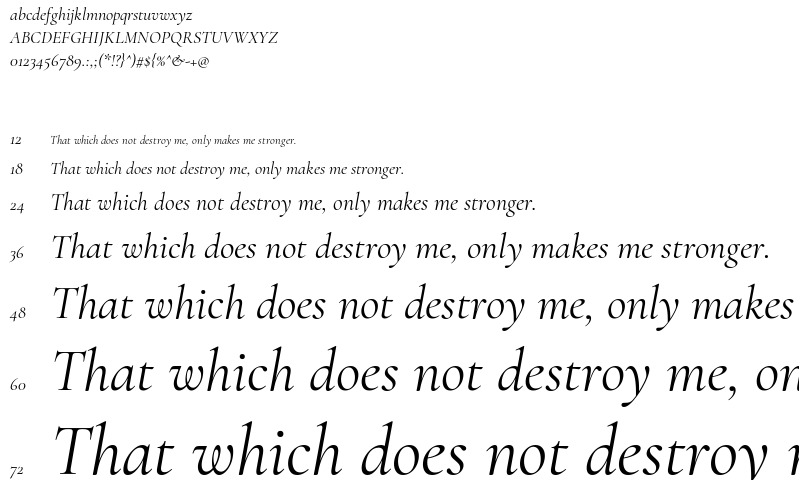 abcdefghijklmnopqrstuvwxyz
ABCDEFGHIJKLMNOPQRSTUVWXYZ
0123456789.:,;(*!?}^)#${%^&-+@
12 That which does not destroy me, only makes me stronger.
18 That which does not destroy me, only makes me stronger.
24 That which does not destroy me, only makes me stronger.
36 That which does not destroy me, only makes me stronger.
48 That which does not destroy me, only makes
60 That which does not destroy me,
72 That which does not destroy